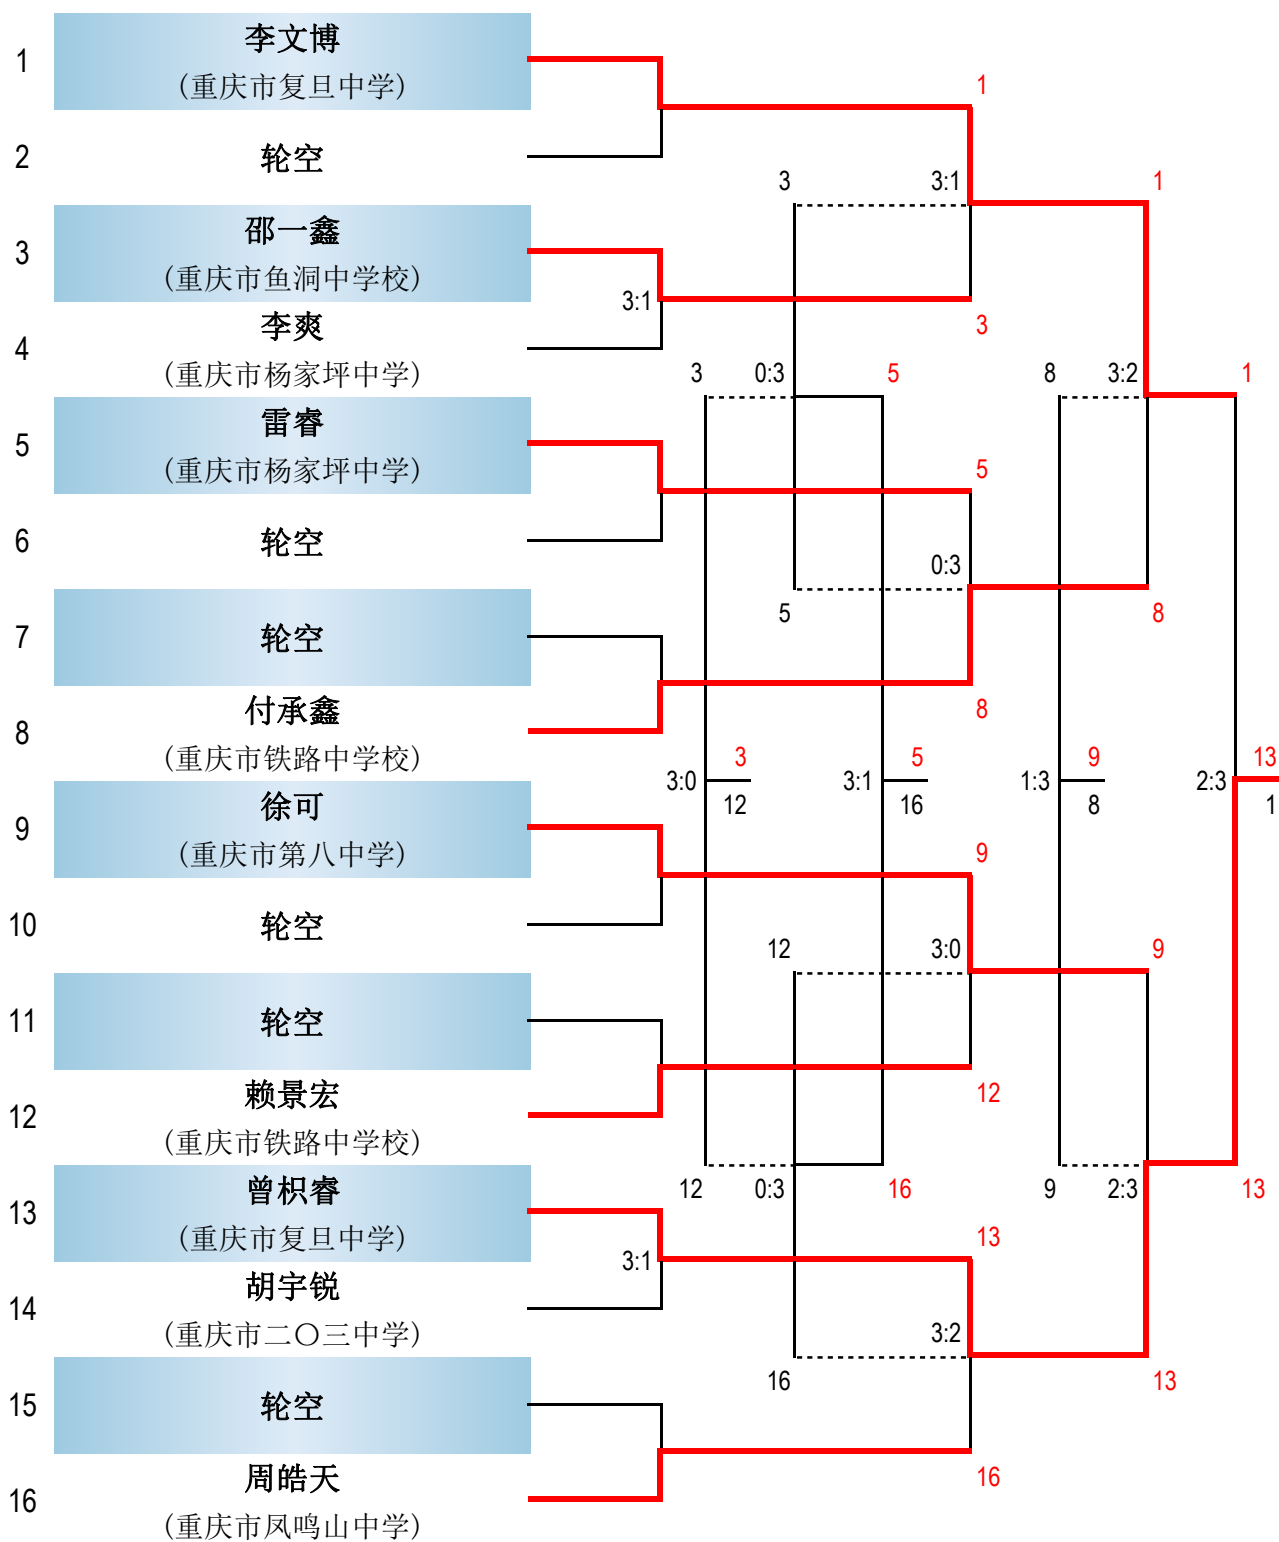 1
李文博
(重庆市复旦中学)
1
2
轮空
3
3:1
1
3
邵一鑫
(重庆市鱼洞中学校)
3:1
3
4
李爽
(重庆市杨家坪中学)
3
0:3
5
8
3:2
1
5
雷睿
(重庆市杨家坪中学)
5
6
轮空
0:3
5
8
7
轮空
8
付承鑫
(重庆市铁路中学校)
8
3:0
3
12
3:1
5
16
1:3
9
8
2:3
13
1
9
徐可
(重庆市第八中学)
9
10
轮空
12
3:0
9
11
轮空
12
赖景宏
(重庆市铁路中学校)
12
12
0:3
16
9
2:3
13
13
曾枳睿
(重庆市复旦中学)
13
3:1
14
胡宇锐
(重庆市二〇三中学)
3:2
16
13
15
轮空
16
周皓天
(重庆市凤鸣山中学)
16